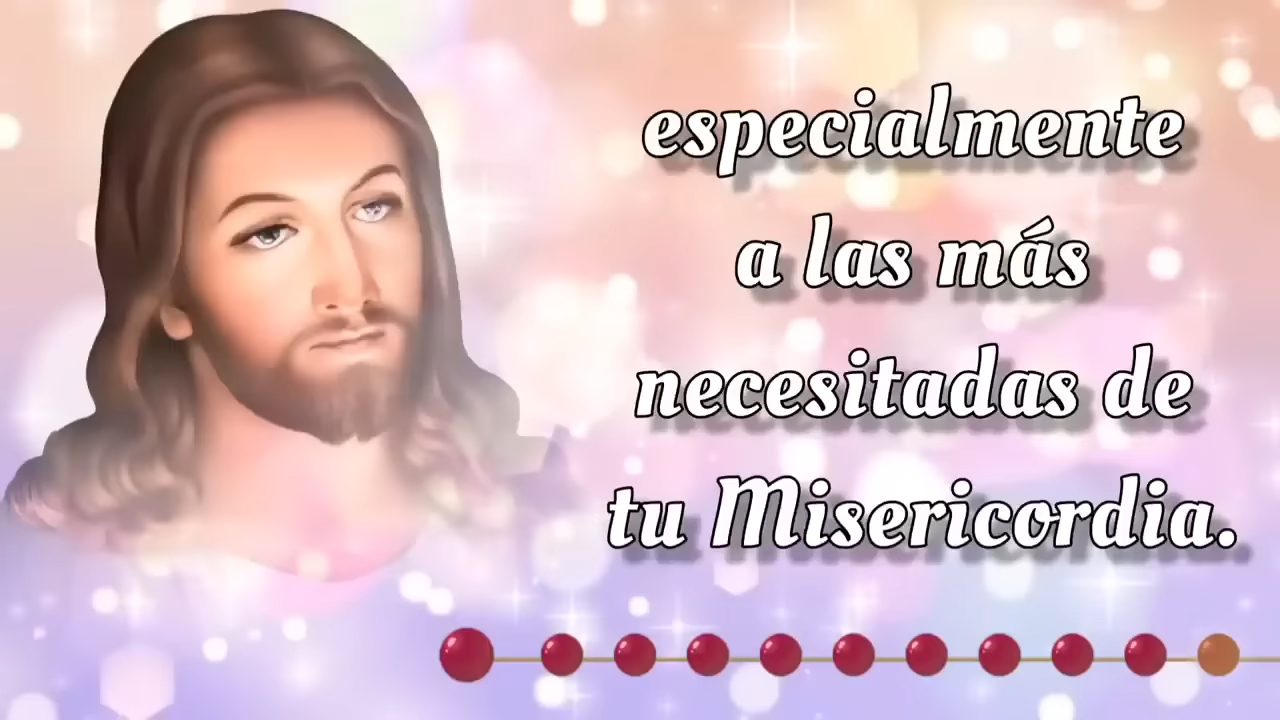 especialmente
a las más
necesitadas de
tu Misericordia.